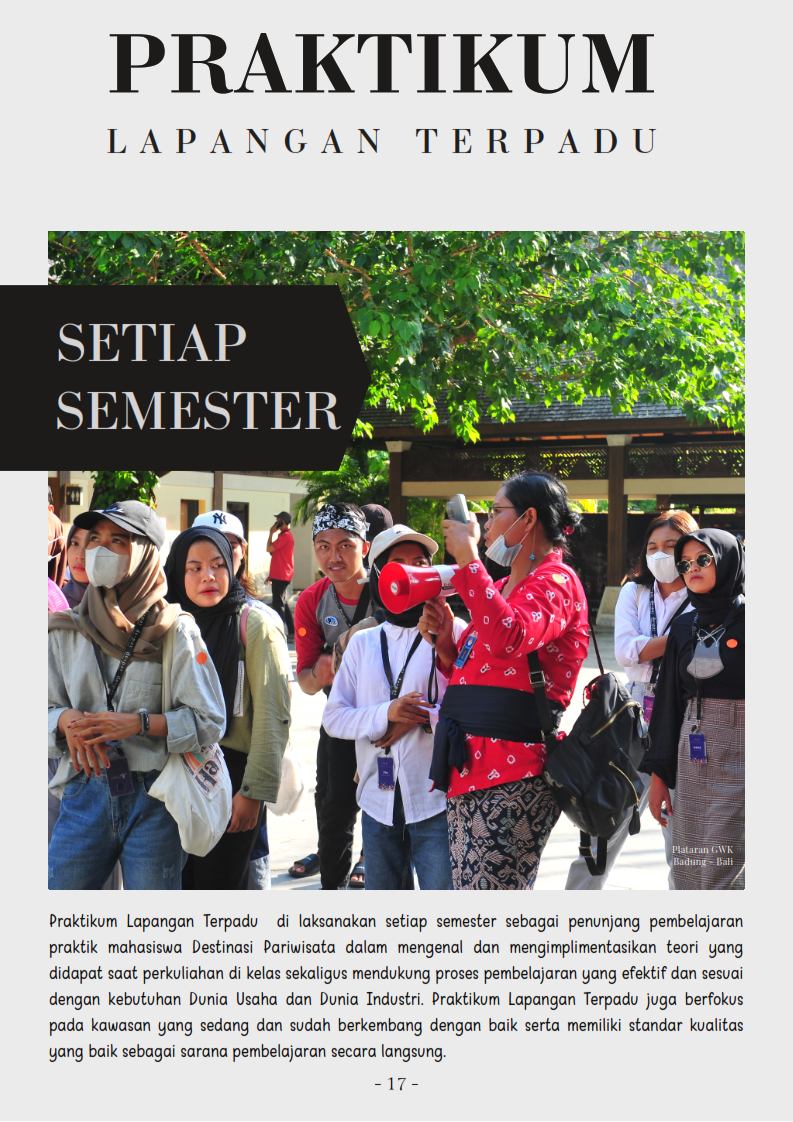 PRAKTIKUM
LAPANGAN TERPADU
SETIAP
SEMESTER
NY
Plataran GWK
Badung - Bali
Praktikum Lapangan Terpadu di laksanakan setiap semester sebagai penunjang pembelajaran
praktik mahasiswa Destinasi Pariwisata dalam mengenal dan mengimplimentasikan teori yang
didapat saat perkuliahan di kelas sekaligus mendukung proses pembelajaran yang efektif dan sesuai
dengan kebutuhan Dunia Usaha dan Dunia Industri. Praktikum Lapangan Terpadu juga berfokus
pada kawasan yang sedang dan sudah berkembang dengan baik serta memiliki standar kualitas
yang baik sebagai sarana pembelajaran secara langsung.
- 17 -